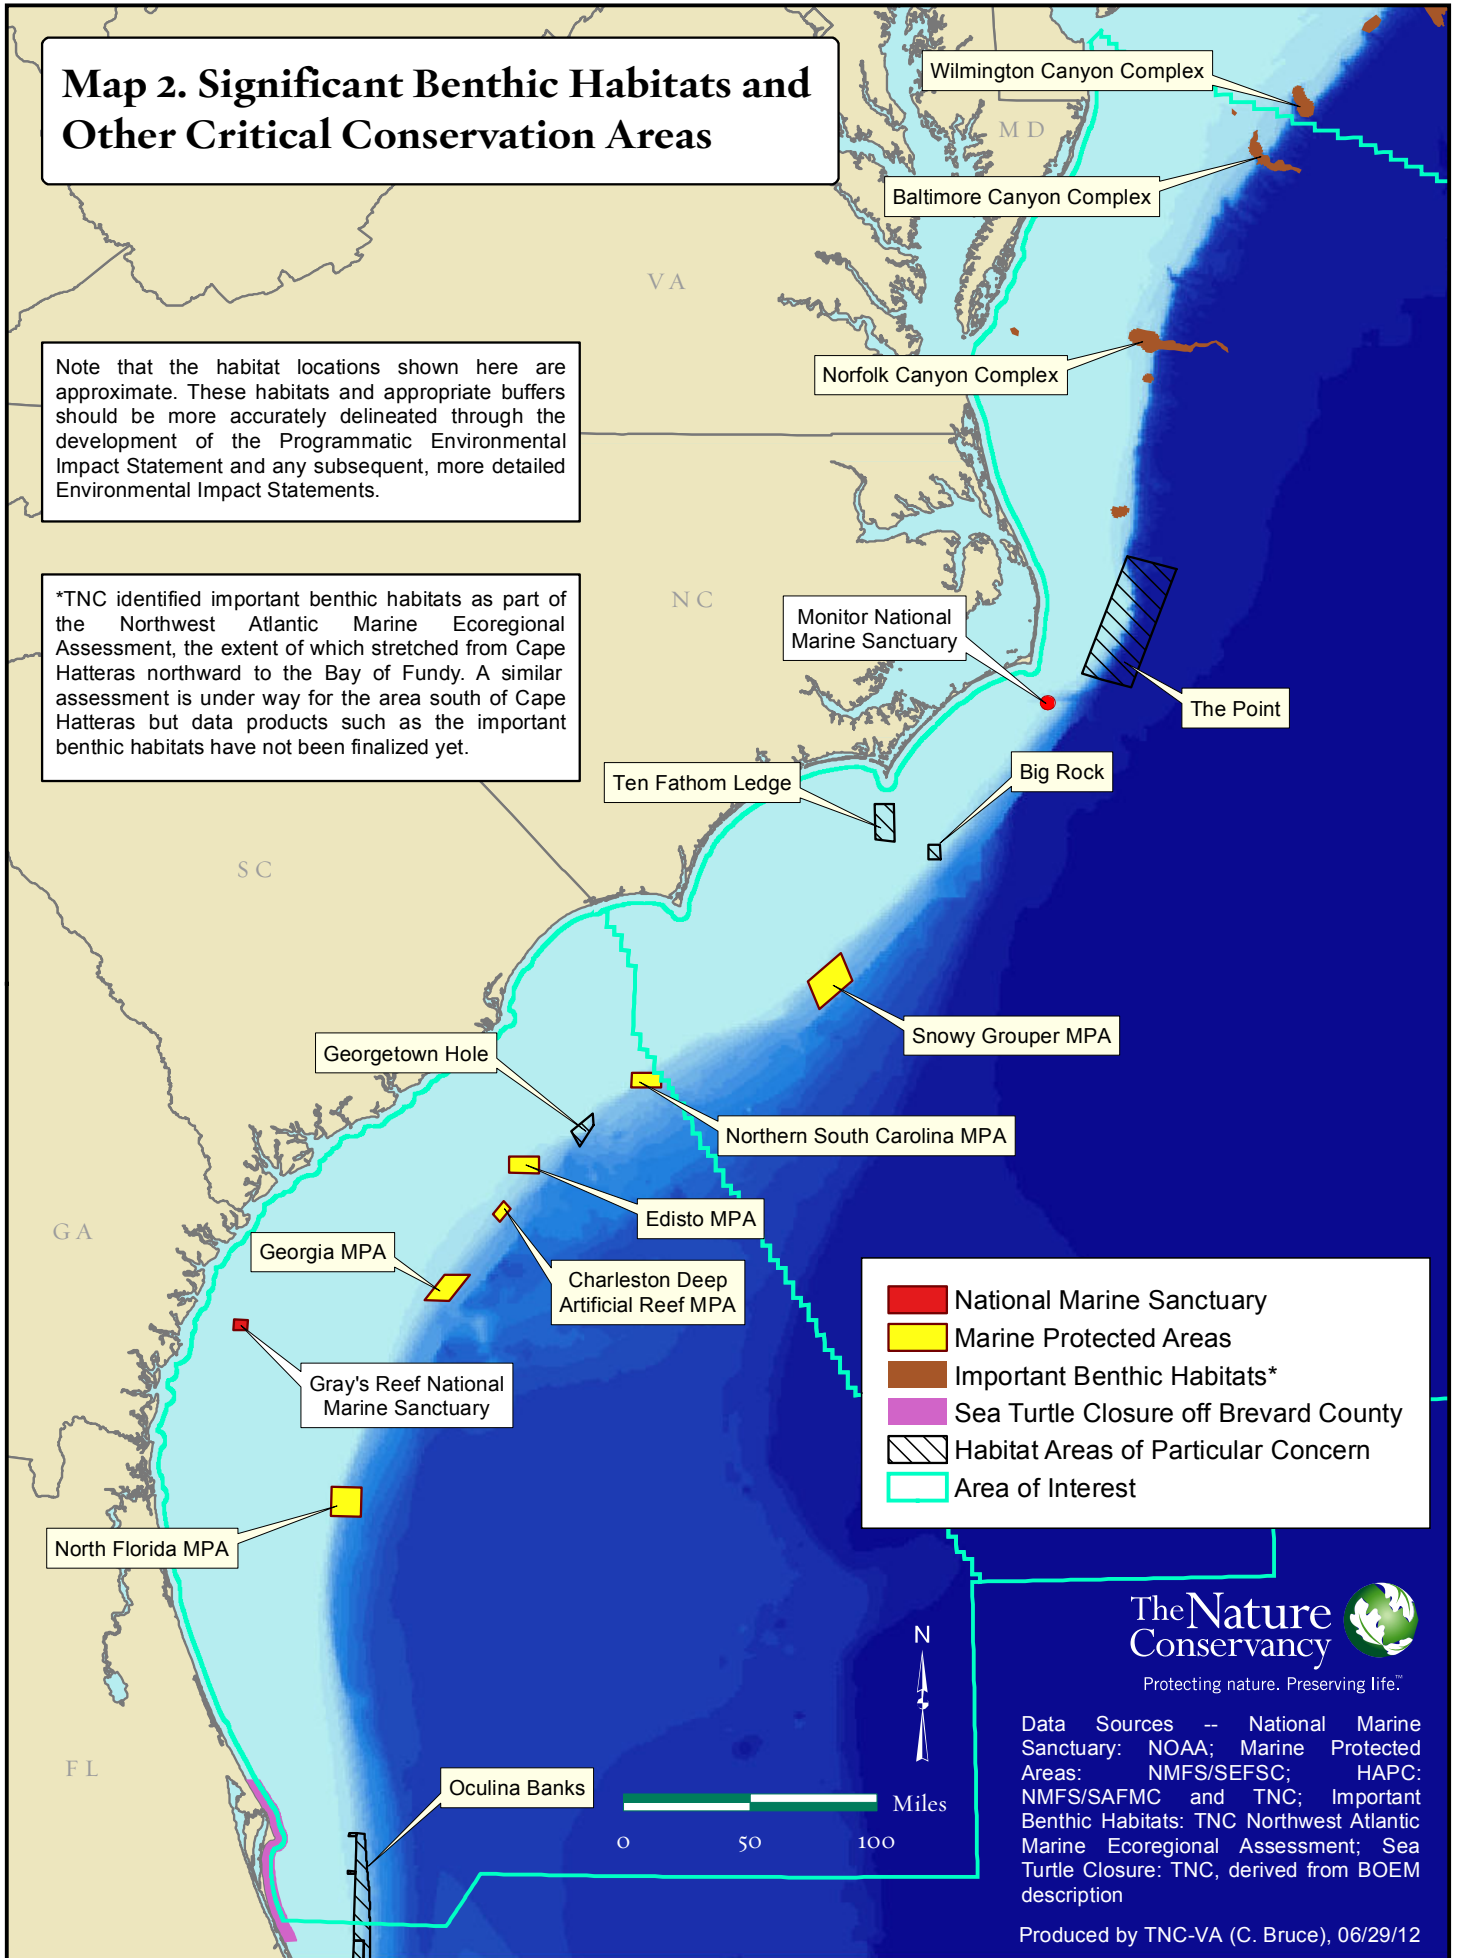 Map 2. Significant Benthic Habitats and
Other Critical Conservation Areas
Wilmington Canyon Complex
MD
Baltimore Canyon Complex
VA
Note that the habitat locations shown here are
approximate. These habitats and appropriate buffers
should be more accurately delineated through the
development of the Programmatic Environmental
Impact Statement and any subsequent, more detailed
Environmental Impact Statements.
Norfolk Canyon Complex
*TNC identified important benthic habitats as part of
the Northwest Atlantic Marine Ecoregional
Assessment, the extent of which stretched from Cape
Hatteras northward to the Bay of Fundy. A similar
assessment is under way for the area south of Cape
Hatteras but data products such as the important
benthic habitats have not been finalized yet.
NC
Monitor National
Marine Sanctuary
The Point
Ten Fathom Ledge
Big Rock
SC
Snowy Grouper MPA
Georgetown Hole
Northern South Carolina MPA
Edisto MPA
GA
Georgia MPA
Charleston Deep
Artificial Reef MPA
Gray's Reef National
Marine Sanctuary
National Marine Sanctuary
Marine Protected Areas
Important Benthic Habitats*
Sea Turtle Closure off Brevard County
Habitat Areas of Particular Concern
Area of Interest
North Florida MPA
The Nature
Conservancy
Protecting nature. Preserving life.™
N
FL
Oculina Banks
Miles
0 50 100
Data Sources -- National Marine
Sanctuary: NOAA; Marine Protected
Areas: NMFS/SEFSC; HAPC:
NMFS/SAFMC and TNC; Important
Benthic Habitats: TNC Northwest Atlantic
Marine Ecoregional Assessment; Sea
Turtle Closure: TNC, derived from BOEM
description
Produced by TNC-VA (C. Bruce), 06/29/12